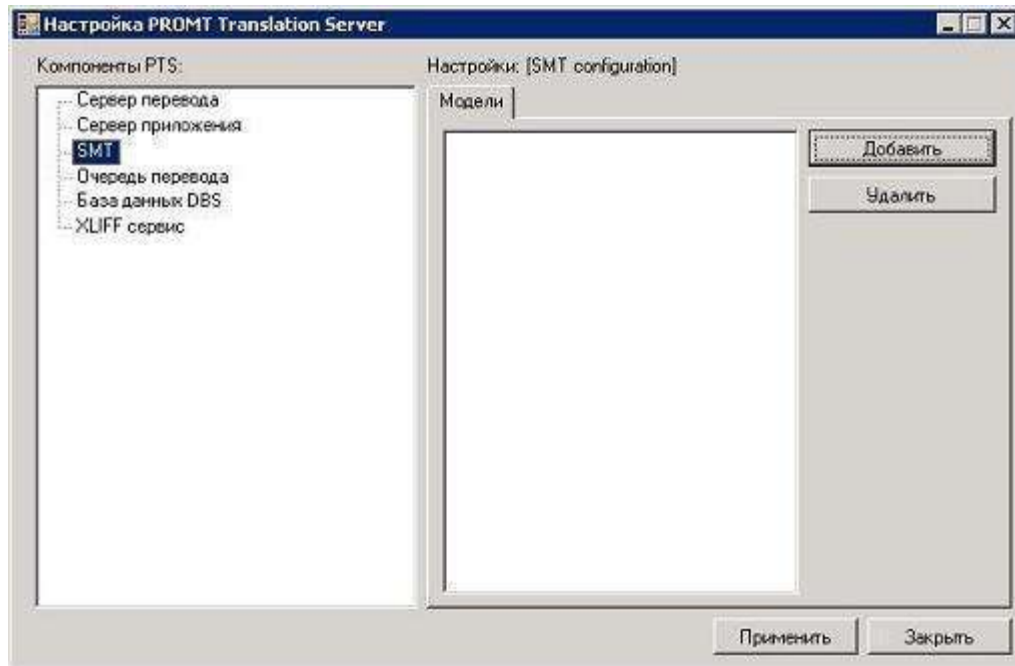 Настройка PROMT Translation Server
Компоненты PTS:
Сервер перевода
Сервер приложения
SMT
Очередь перевода
База данных DBS
XLIFF сервис
Настройки: [SMT configuration]
Модели
Добавить
Удалить
Применить
Закрыть